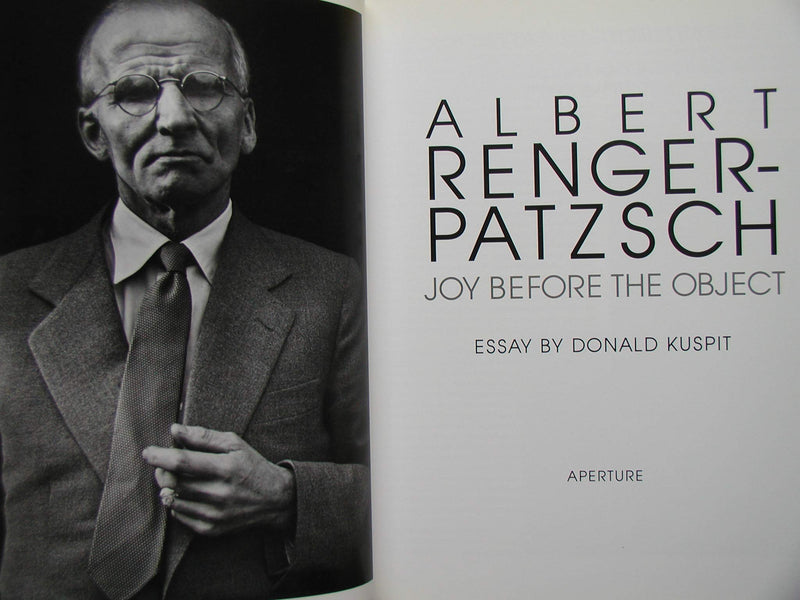 ALBERT
RENGER-
PATZSCH
JOY BEFORE THE OBJECT
ESSAY BY DONALD KUSPIT
APERTURE